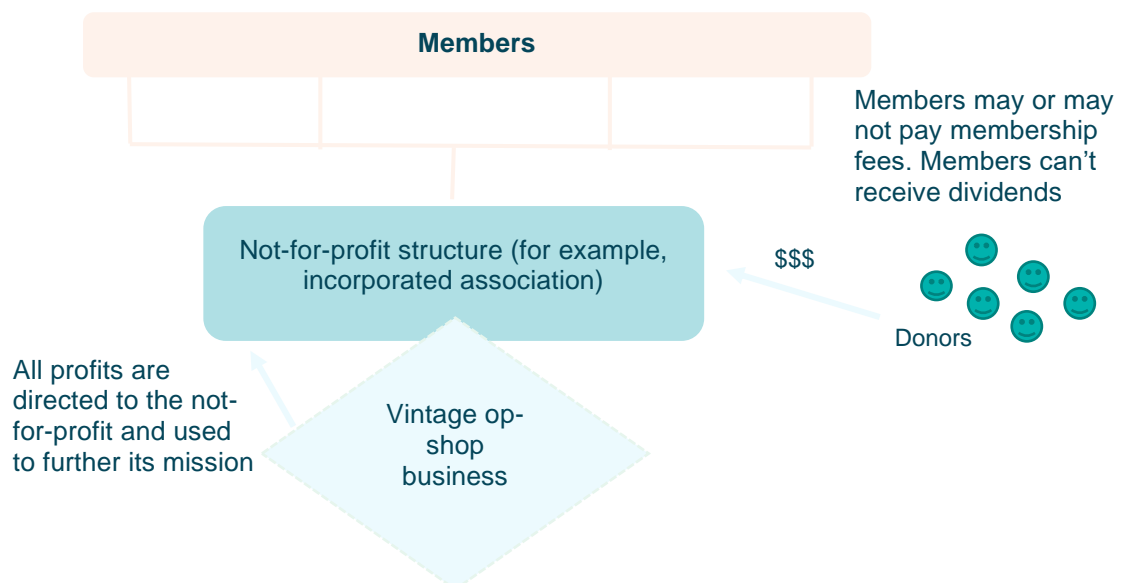 Members
Members may or may
not pay membership
fees. Members can’t
receive dividends
Not-for-profit structure (for example,
incorporated association)
$$$
Donors
All profits are
directed to the not-
for-profit and used
to further its mission
Vintage op-
shop
business